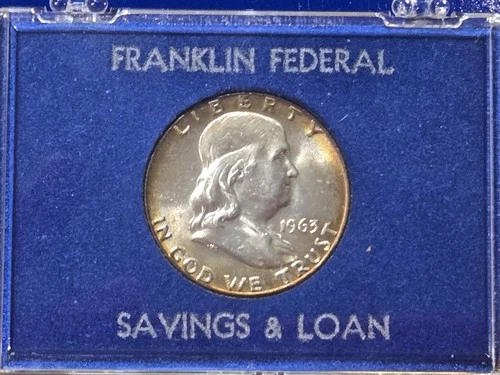 FRANKLIN FEDERAL
LIBERTY
1963
IN GOD WE TRUST
SAVINGS & LOAN